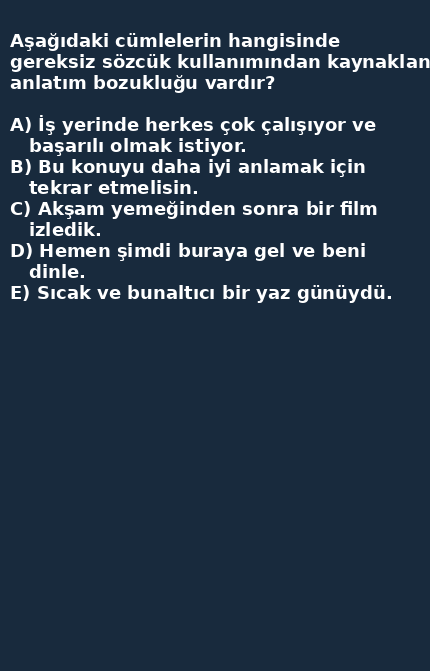 Aşağıdaki cümlelerin hangisinde
gereksiz sözcük kullanımından kaynaklan
anlatım bozukluğu vardır?
A) İş yerinde herkes çok çalışıyor ve
başarılı olmak istiyor.
B) Bu konuyu daha iyi anlamak için
tekrar etmelisin.
C) Akşam yemeğinden sonra bir film
izledik.
D) Hemen şimdi buraya gel ve beni
dinle.
E) Sıcak ve bunaltıcı bir yaz günüydü.